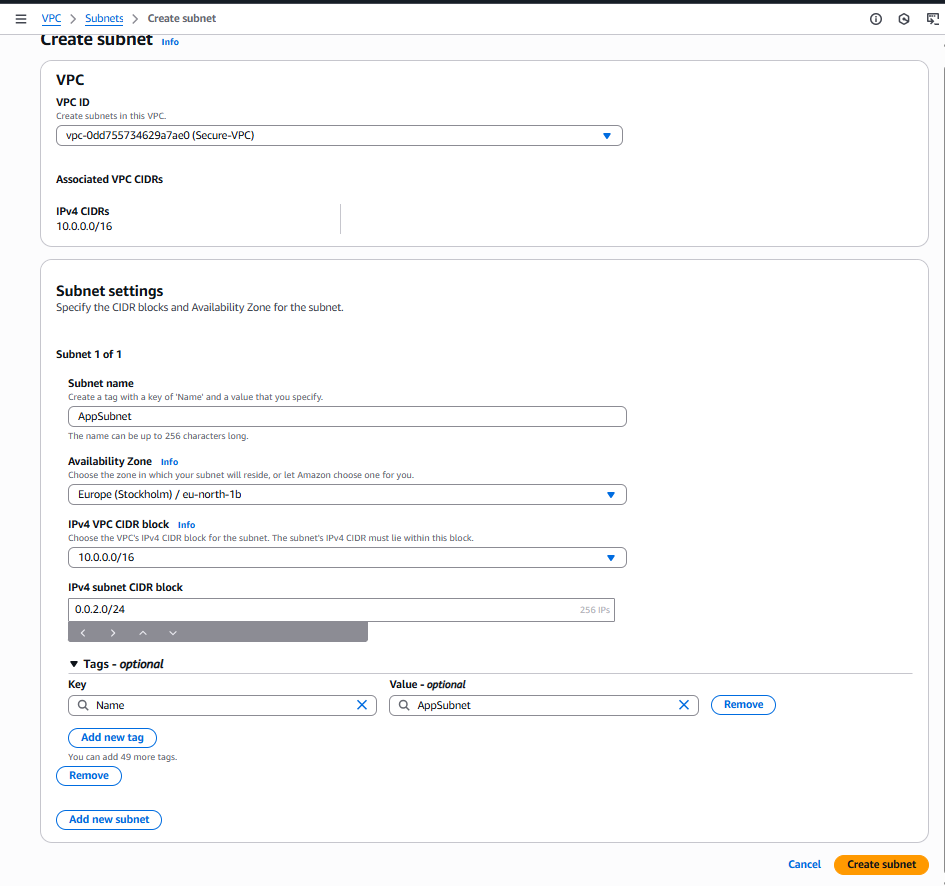 VPC > Subnets > Create subnet
Create subnet Info
VPC
VPC ID
Create subnets in this VPC.
vpc-0dd755734629a7ae0 (Secure-VPC)
Associated VPC CIDRs
IPv4 CIDRs
10.0.0.0/16
Subnet settings
Specify the CIDR blocks and Availability Zone for the subnet.
Subnet 1 of 1
Subnet name
Create a tag with a key of 'Name' and a value that you specify.
AppSubnet
The name can be up to 256 characters long.
Availability Zone Info
Choose the zone in which your subnet will reside, or let Amazon choose one for you.
Europe (Stockholm) / eu-north-1b
IPv4 VPC CIDR block Info
Choose the VPC's IPv4 CIDR block for the subnet. The subnet's IPv4 CIDR must lie within this block.
10.0.0.0/16
IPv4 subnet CIDR block
0.0.2.0/24 256 IPs
Tags - optional
Key Value - optional
Name AppSubnet Remove
Add new tag
You can add 49 more tags.
Remove
Add new subnet
Cancel Create subnet